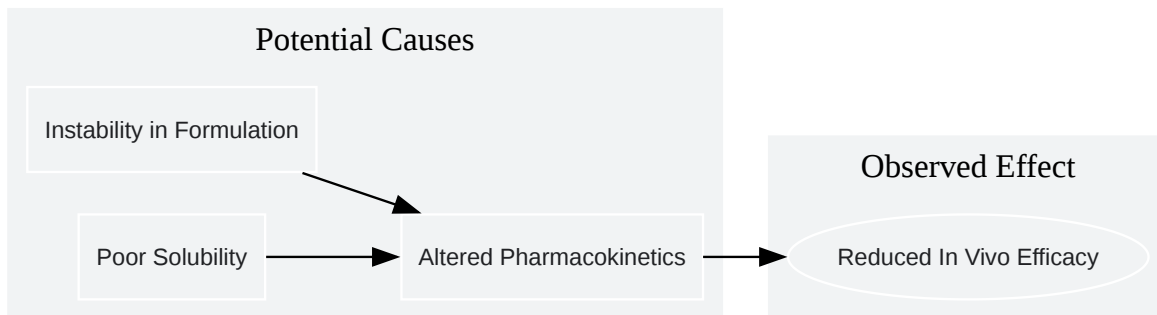 Potential Causes
Instability in Formulation
Poor Solubility
Altered Pharmacokinetics
Observed Effect
Reduced In Vivo Efficacy